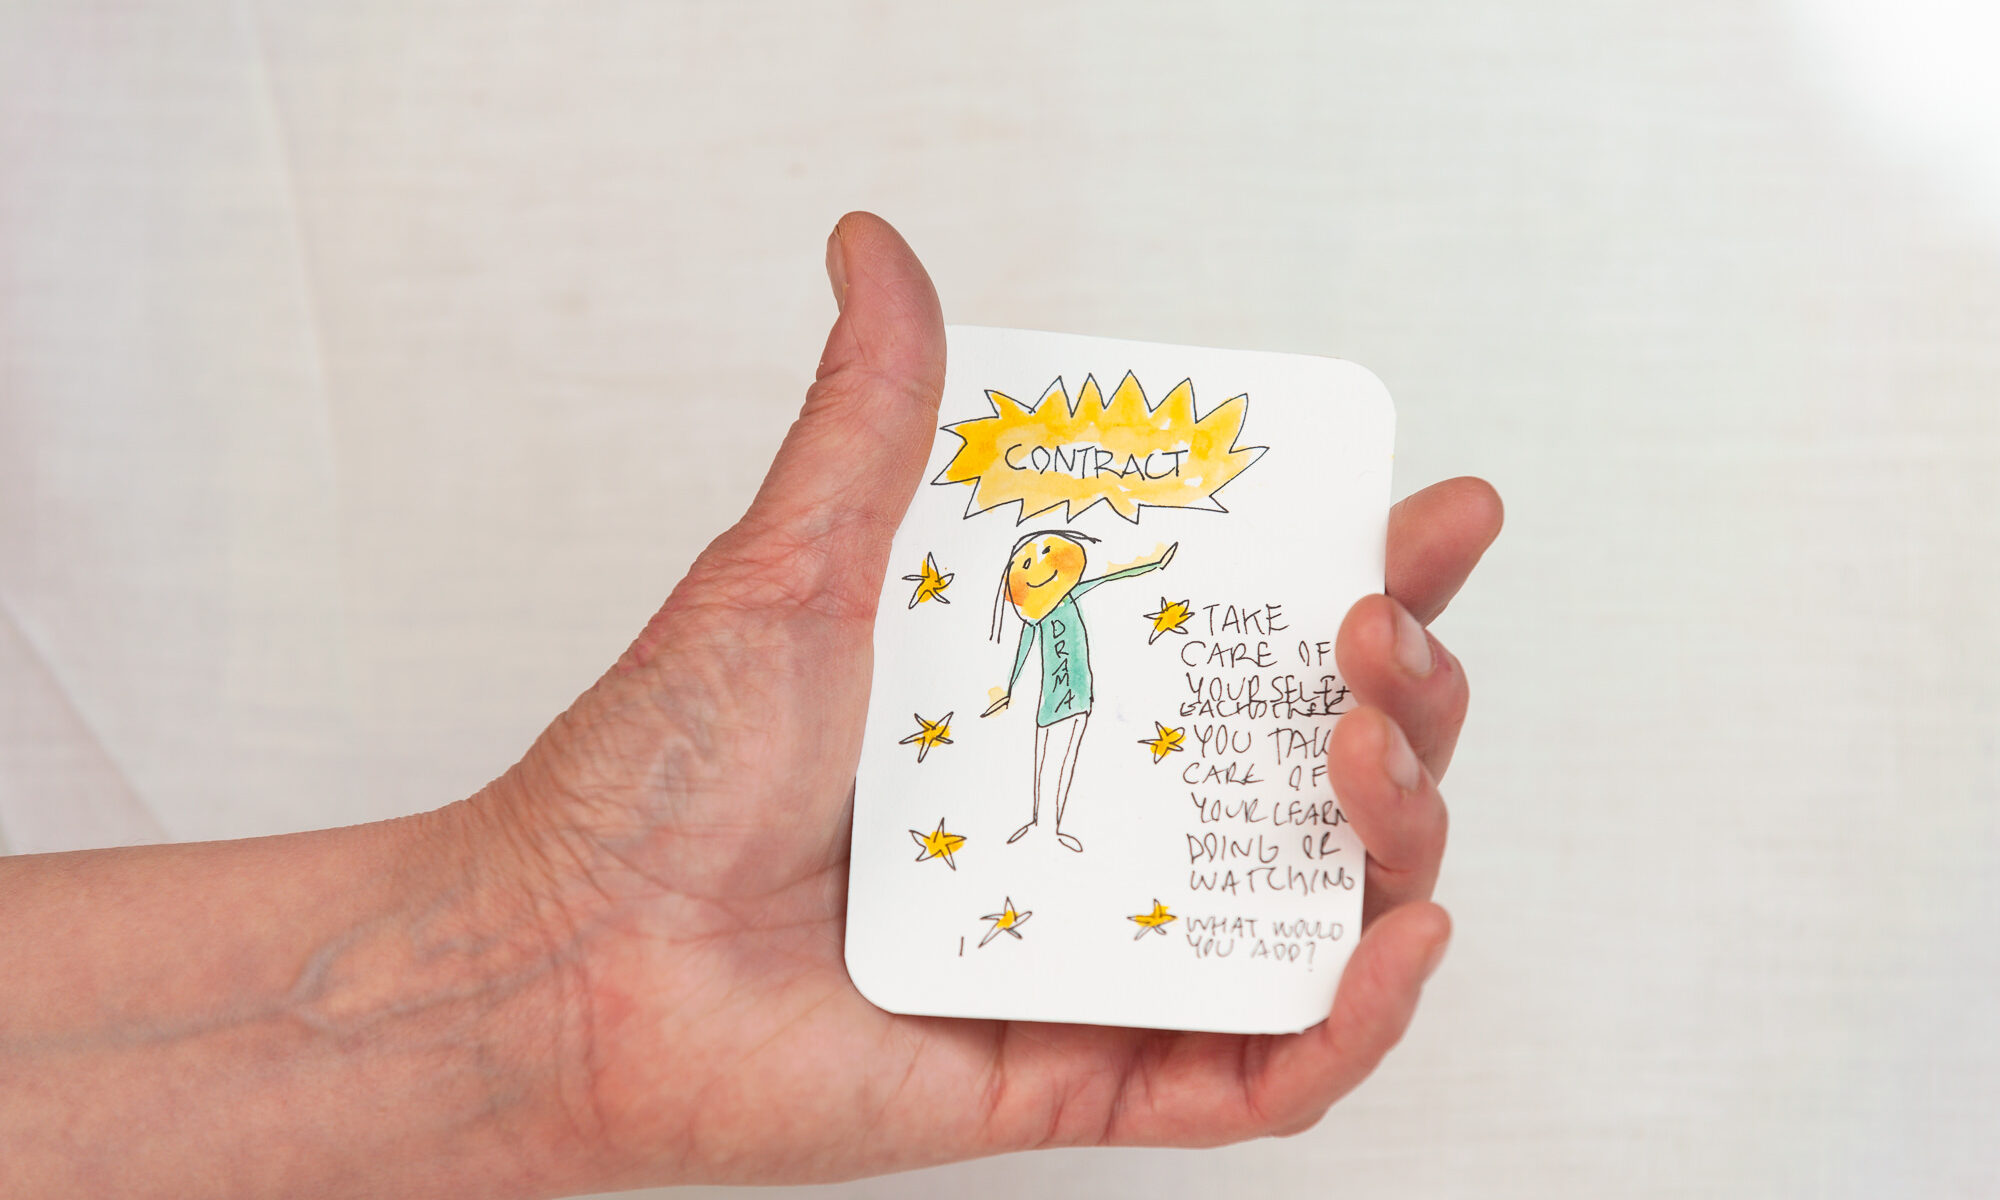 CONTRACT
DRAMA
TAKE
CARE OF
YOURSELF +
EACHOTHER
YOU TAK
CARE OF
YOUR LEARN
DOING OR
WATCHING
WHAT WOULD
YOU ADD?
1